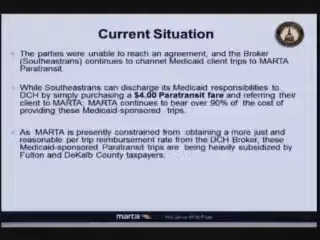 Current Situation
The parties were unable to reach an agreement, and the Broker
(Southeastrans) continues to channel Medicaid client trips to MARTA
Paratransit.
While Southeastrans can discharge its Medicaid responsibilities to
DCH by simply purchasing a $4.00 Paratransit fare and referring their
client to MARTA; MARTA continues to bear over 90% of the cost of
providing these Medicaid-sponsored trips.
As MARTA is presently constrained from obtaining a more just and
reasonable per trip reimbursement rate from the DCH Broker, these
Medicaid-sponsored Paratransit trips are being heavily subsidized by
Fulton and DeKalb County taxpayers.
marta